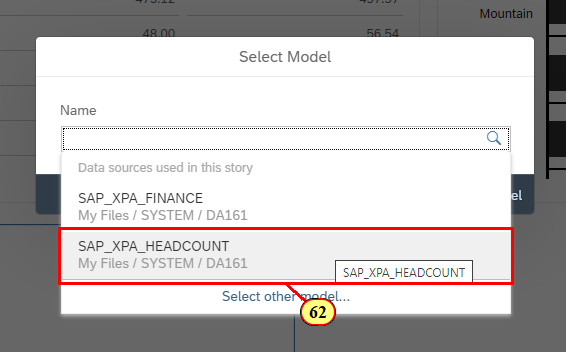 475.12 437.37
Mountain
48.00 56.54
Select Model
Name
Data sources used in this story
SAP_XPA_FINANCE
My Files / SYSTEM / DA161
el
SAP_XPA_HEADCOUNT
My Files / SYSTEM / DA161
SAP_XPA_HEADCOUNT
Select other model...
62